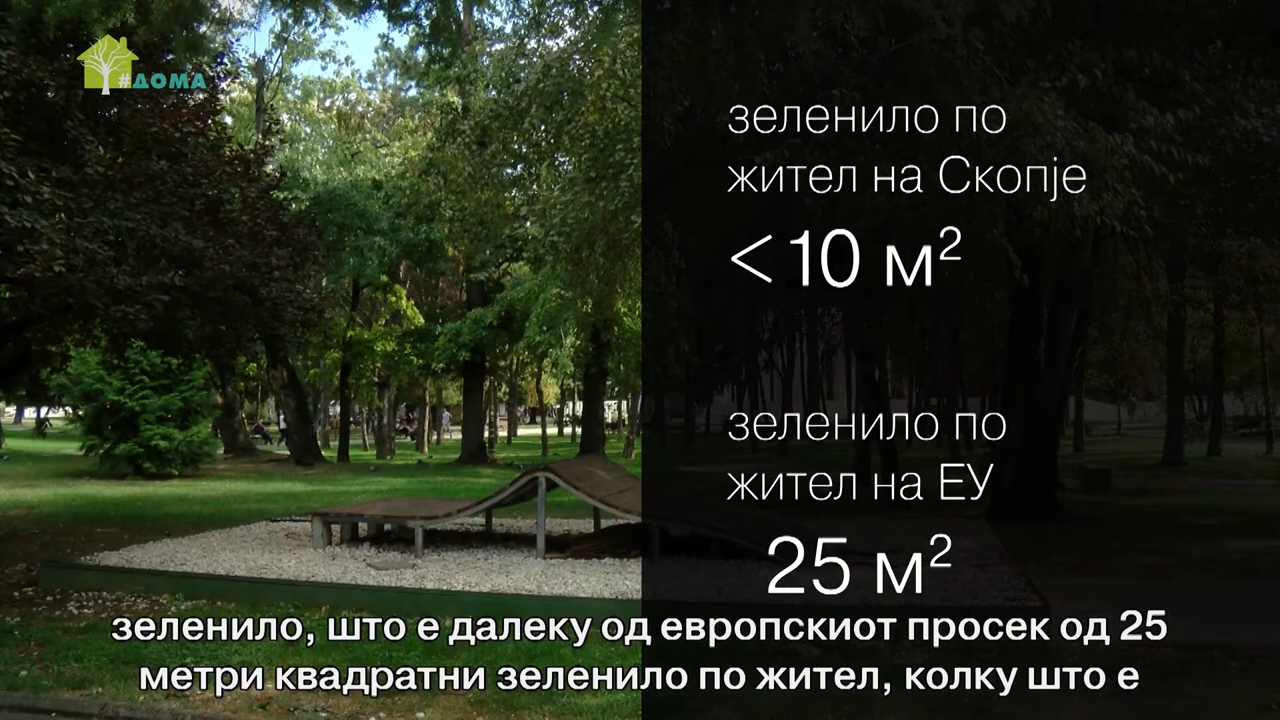 #ДОМА
зеленило по
жител на Скопје
<10 м²
зеленило по
жител на ЕУ
25 м²
зеленило, што е далеку од европскиот просек од 25
метри квадратни зеленило по жител, колку што е